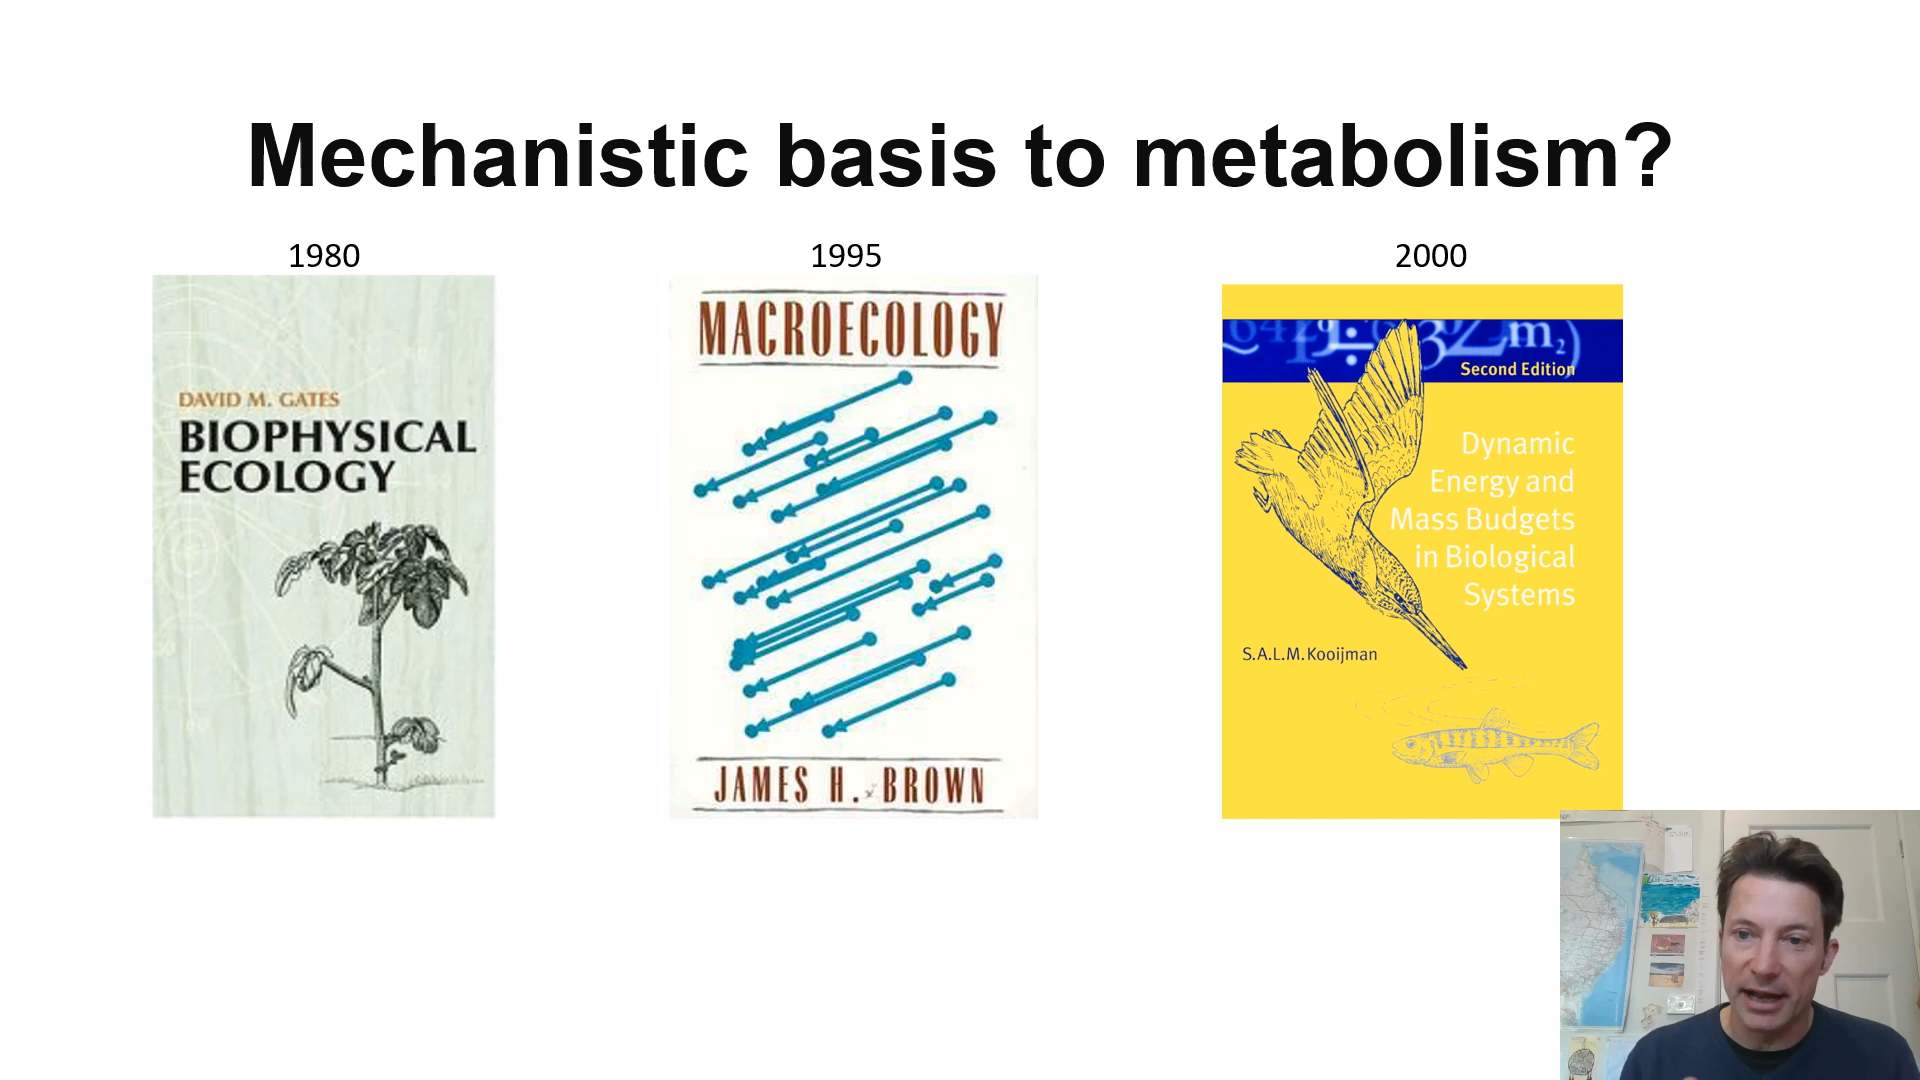 Mechanistic basis to metabolism?
1980
1995
2000
DAVID M. GATES
BIOPHYSICAL
ECOLOGY
MACROECOLOGY
JAMES H. BROWN
Second Edition
Dynamic
Energy and
Mass Budgets
in Biological
Systems
S.A.L.M. Kooijman